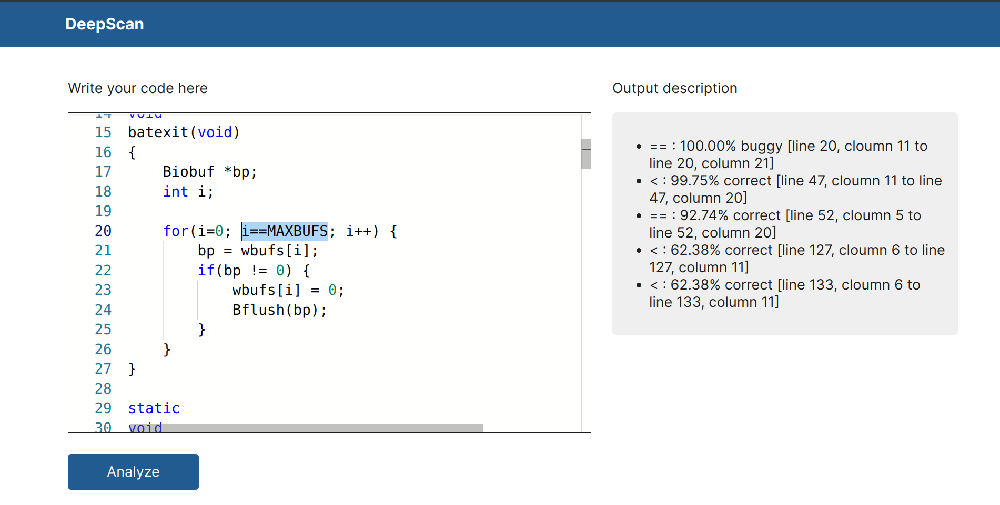 DeepScan
Write your code here
Output description
14 void
15 batexit(void)
16 {
17 Biobuf *bp;
18 int i;
19
20 for(i=0; i==MAXBUFS; i++) {
21 bp = wbufs[i];
22 if(bp != 0) {
23 wbufs[i] = 0;
24 Bflush(bp);
25 }
26 }
27 }
28
29 static
30 void
== : 100.00% buggy [line 20, cloumn 11 to
line 20, column 21]
< : 99.75% correct [line 47, cloumn 11 to line
47, column 20]
== : 92.74% correct [line 52, cloumn 5 to
line 52, column 20]
< : 62.38% correct [line 127, cloumn 6 to line
127, column 11]
< : 62.38% correct [line 133, cloumn 6 to
line 133, column 11]
Analyze